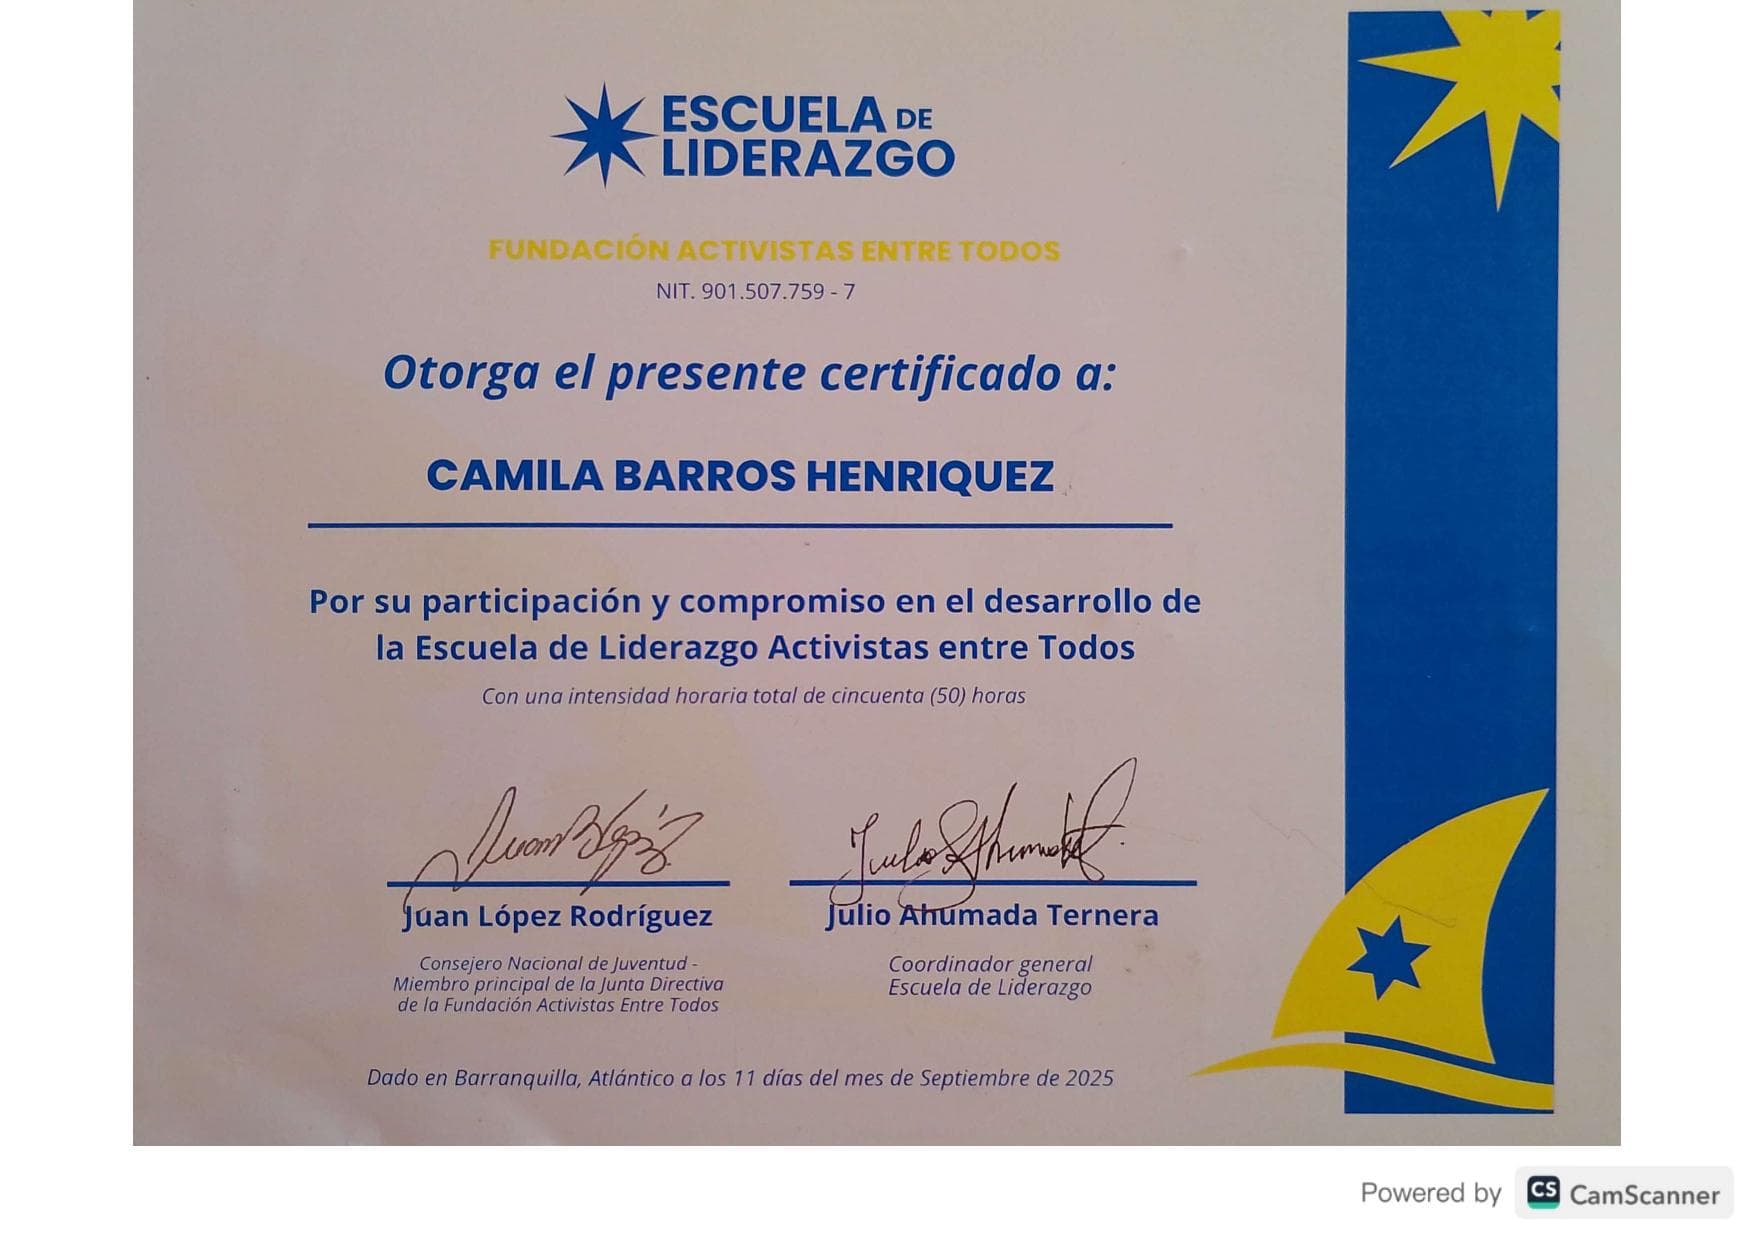 ESCUELA DE
LIDERAZGO
FUNDACIÓN ACTIVISTAS ENTRE TODOS
NIT. 901.507.759 - 7
Otorga el presente certificado a:
CAMILA BARROS HENRIQUEZ
Por su participación y compromiso en el desarrollo de
la Escuela de Liderazgo Activistas entre Todos
Con una intensidad horaria total de cincuenta (50) horas
Juan López Rodríguez
Consejero Nacional de Juventud -
Miembro principal de la Junta Directiva
de la Fundación Activistas Entre Todos
Julio Ahumada Ternera
Coordinador general
Escuela de Liderazgo
Dado en Barranquilla, Atlántico a los 11 días del mes de Septiembre de 2025
Powered by CS CamScanner